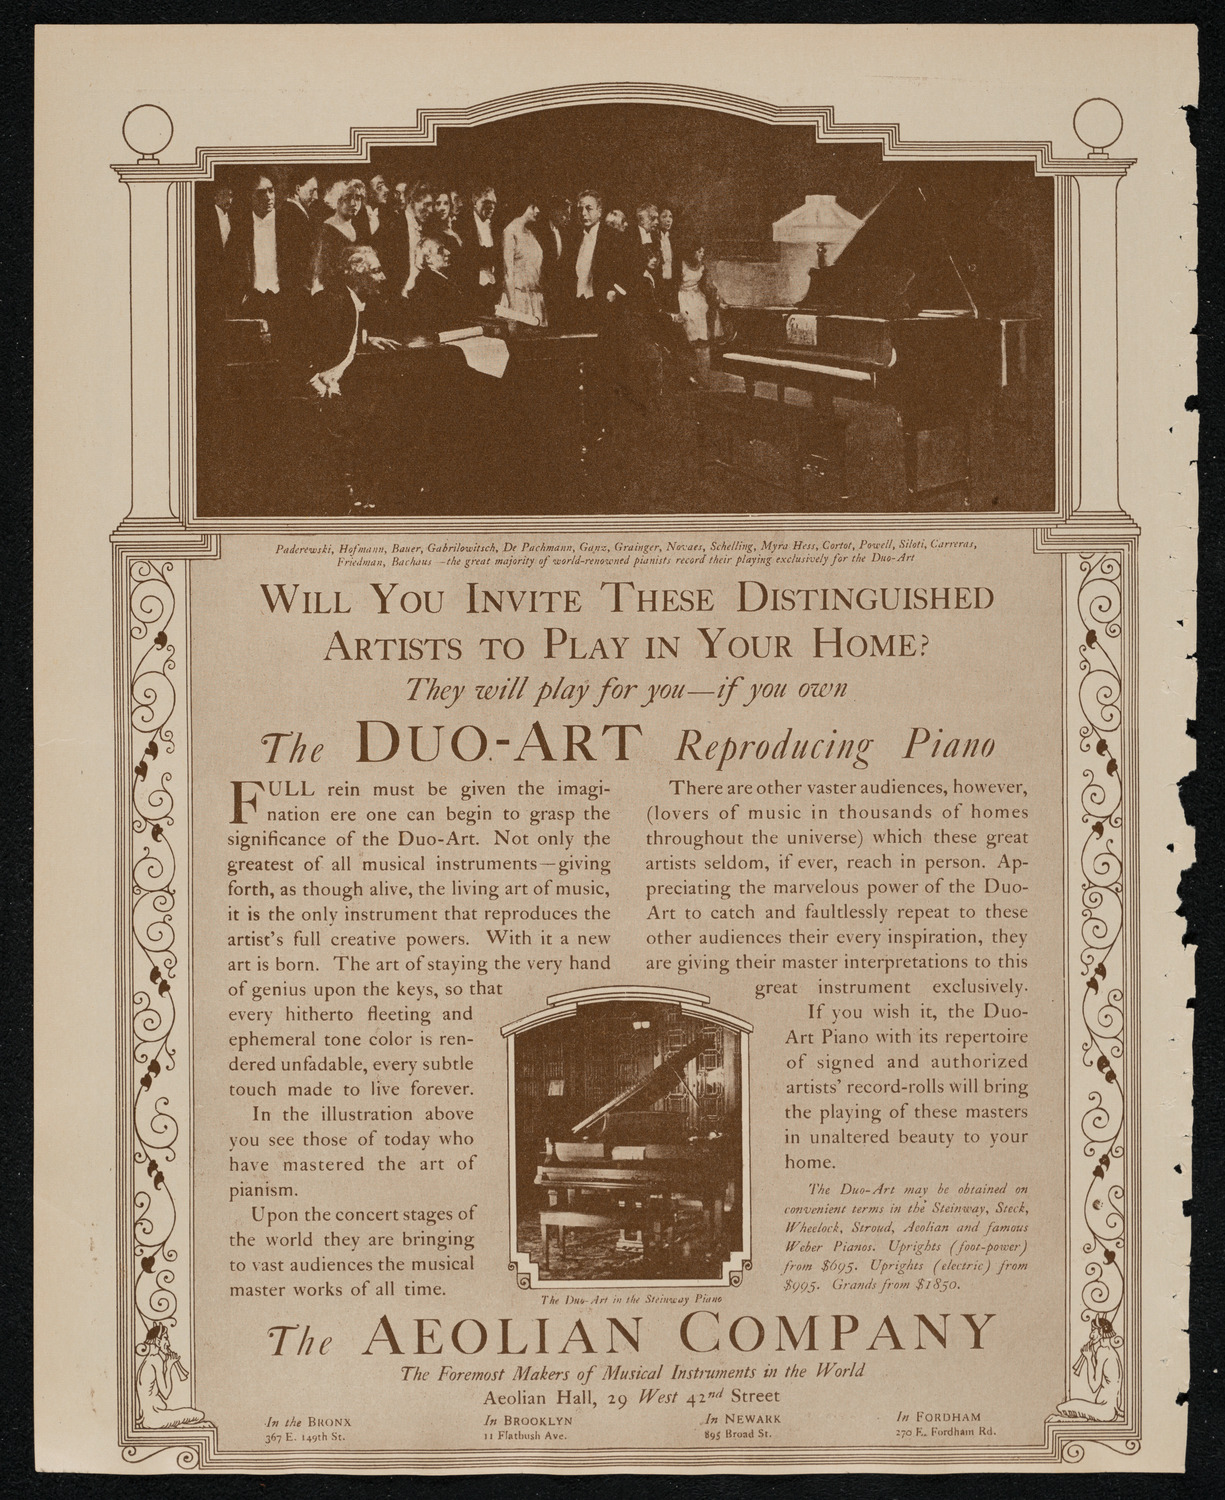 Paderewski, Hofmann, Bauer, Gabrilowitsch, De Pachmann, Ganz, Grainger, Novaes, Schelling, Myra Hess, Cortot, Powell, Siloti, Carreras,
Friedman, Bachaus —the great majority of world-renowned pianists record their playing exclusively for the Duo-Art
WILL YOU INVITE THESE DISTINGUISHED
ARTISTS TO PLAY IN YOUR HOME?
They will play for you—if you own
The DUO-ART Reproducing Piano
FULL rein must be given the imagi-
nation ere one can begin to grasp the
significance of the Duo-Art. Not only the
greatest of all musical instruments—giving
forth, as though alive, the living art of music,
it is the only instrument that reproduces the
artist's full creative powers. With it a new
art is born. The art of staying the very hand
of genius upon the keys, so that
every hitherto fleeting and
ephemeral tone color is ren-
dered unfadable, every subtle
touch made to live forever.
In the illustration above
you see those of today who
have mastered the art of
pianism.
Upon the concert stages of
the world they are bringing
to vast audiences the musical
master works of all time.
There are other vaster audiences, however,
(lovers of music in thousands of homes
throughout the universe) which these great
artists seldom, if ever, reach in person. Ap-
preciating the marvelous power of the Duo-
Art to catch and faultlessly repeat to these
other audiences their every inspiration, they
are giving their master interpretations to this
great instrument exclusively.
If you wish it, the Duo-
Art Piano with its repertoire
of signed and authorized
artists' record-rolls will bring
the playing of these masters
in unaltered beauty to your
home.
The Duo-Art may be obtained on
convenient terms in the Steinway, Steck,
Wheelock, Stroud, Aeolian and famous
Weber Pianos. Uprights (foot-power)
from $695. Uprights (electric) from
$995. Grands from $1850.
The Duo-Art in the Steinway Piano
The AEOLIAN COMPANY
The Foremost Makers of Musical Instruments in the World
Aeolian Hall, 29 West 42nd Street
In the BRONX
367 E. 149th St.
In BROOKLYN
11 Flatbush Ave.
In NEWARK
895 Broad St.
In FORDHAM
270 E. Fordham Rd.